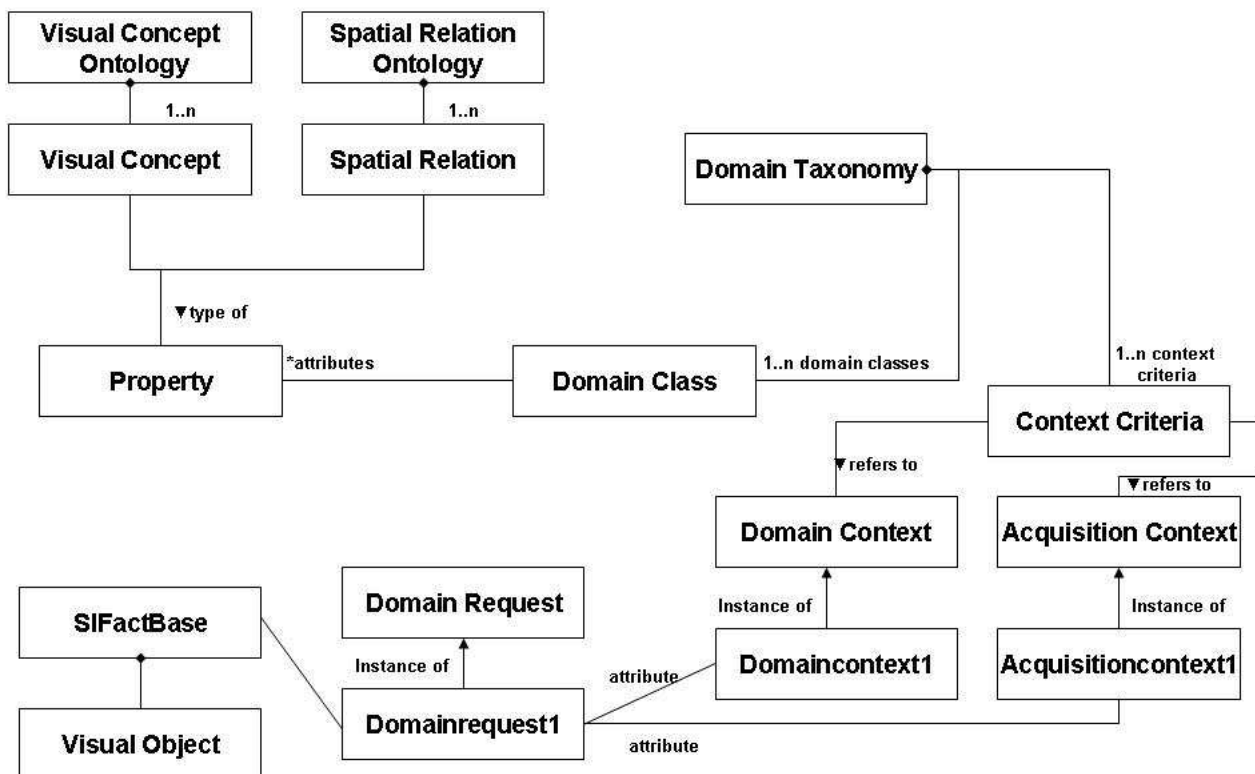 Visual Concept
Ontology
Spatial Relation
Ontology
1..n
1..n
Visual Concept
Spatial Relation
Domain Taxonomy
▼type of
Property
*attributes
Domain Class
1..n domain classes
1..n context
criteria
Context Criteria
▼refers to
▼refers to
Domain Context
Acquisition Context
SIFactBase
Domain Request
Instance of
Instance of
Instance of
Domaincontext1
Acquisitioncontext1
attribute
Domainrequest1
attribute
Visual Object